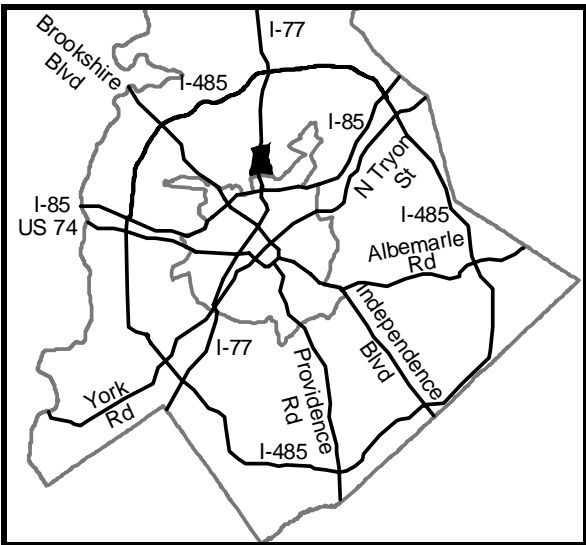 I-77
Brookshire
Blvd
I-485
I-85
N Tryon
St
I-85
US 74
I-485
Albemarle
Rd
Independence
Blvd
I-77
Providence
Rd
York
Rd
I-485